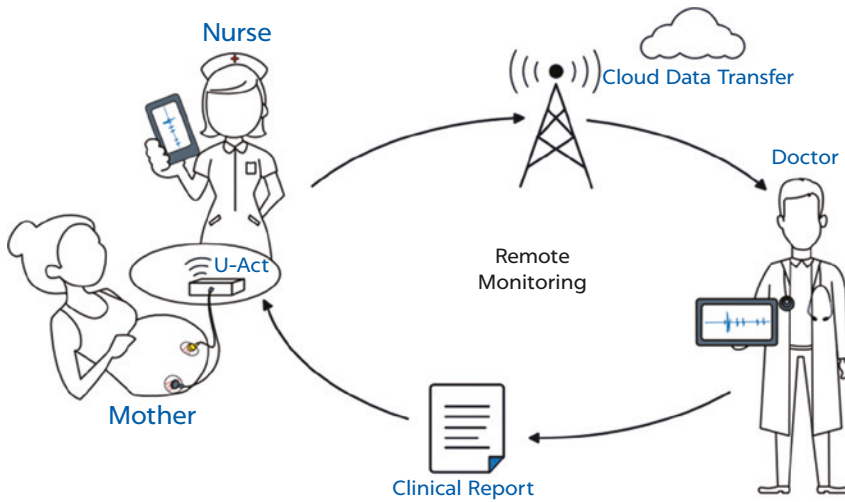 Nurse
Cloud Data Transfer
Doctor
U-Act
Remote
Monitoring
Mother
Clinical Report